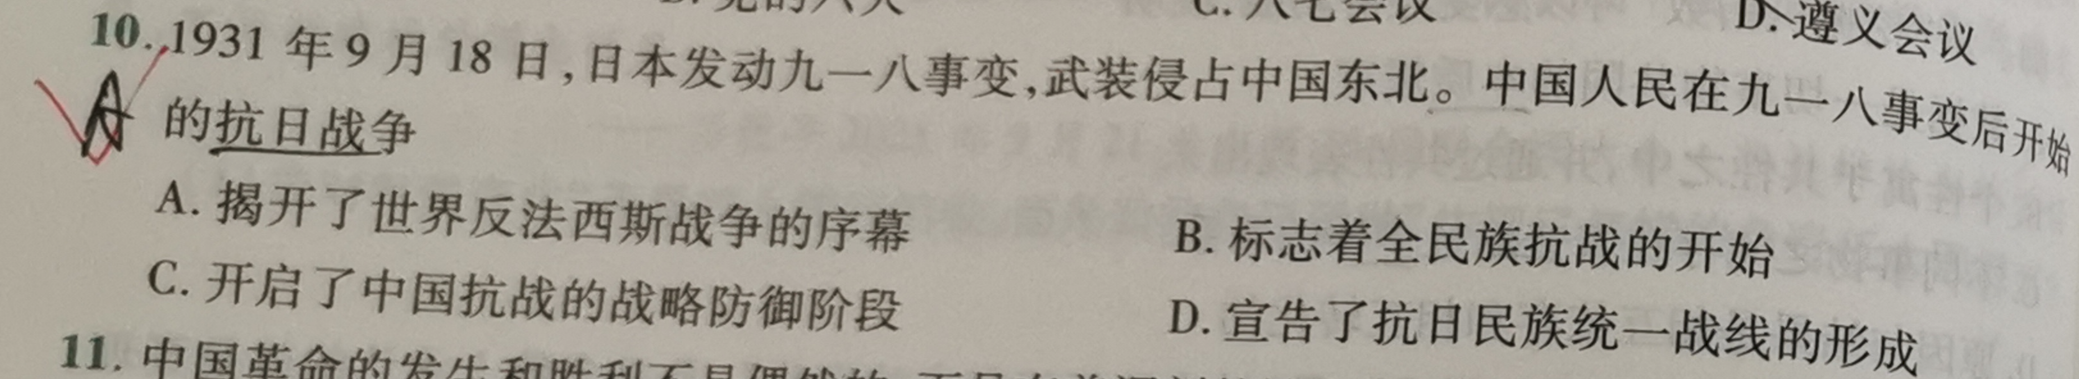 C. 八七会议 D. 遵义会议
10. 1931 年 9 月 18 日,日本发动九一八事变,武装侵占中国东北。中国人民在九一八事变后开始
A 的抗日战争
A. 揭开了世界反法西斯战争的序幕 B. 标志着全民族抗战的开始
C. 开启了中国抗战的战略防御阶段 D. 宣告了抗日民族统一战线的形成
11. 中国革命的发生和胜利不是偶然的